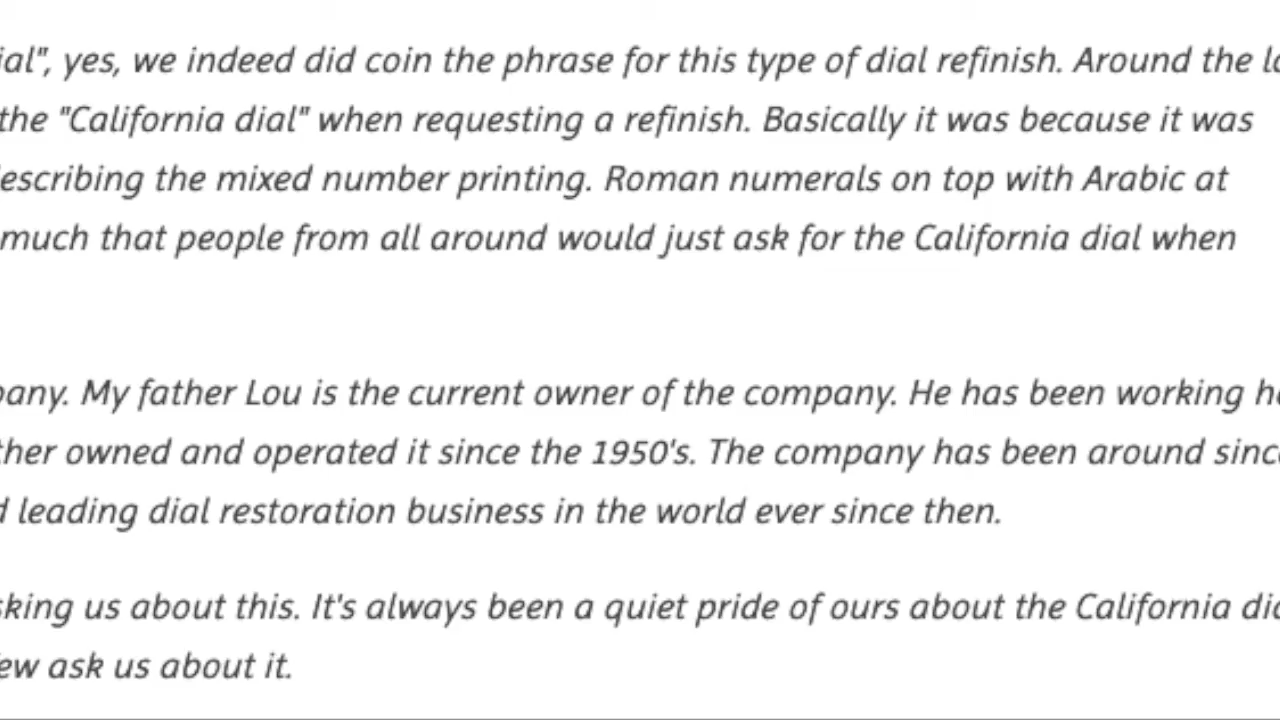 ial", yes, we indeed did coin the phrase for this type of dial refinish. Around the
the "California dial" when requesting a refinish. Basically it was because it was
escribing the mixed number printing. Roman numerals on top with Arabic at
much that people from all around would just ask for the California dial when
pany. My father Lou is the current owner of the company. He has been working
ther owned and operated it since the 1950's. The company has been around since
leading dial restoration business in the world ever since then.
sking us about this. It's always been a quiet pride of ours about the California
ew ask us about it.